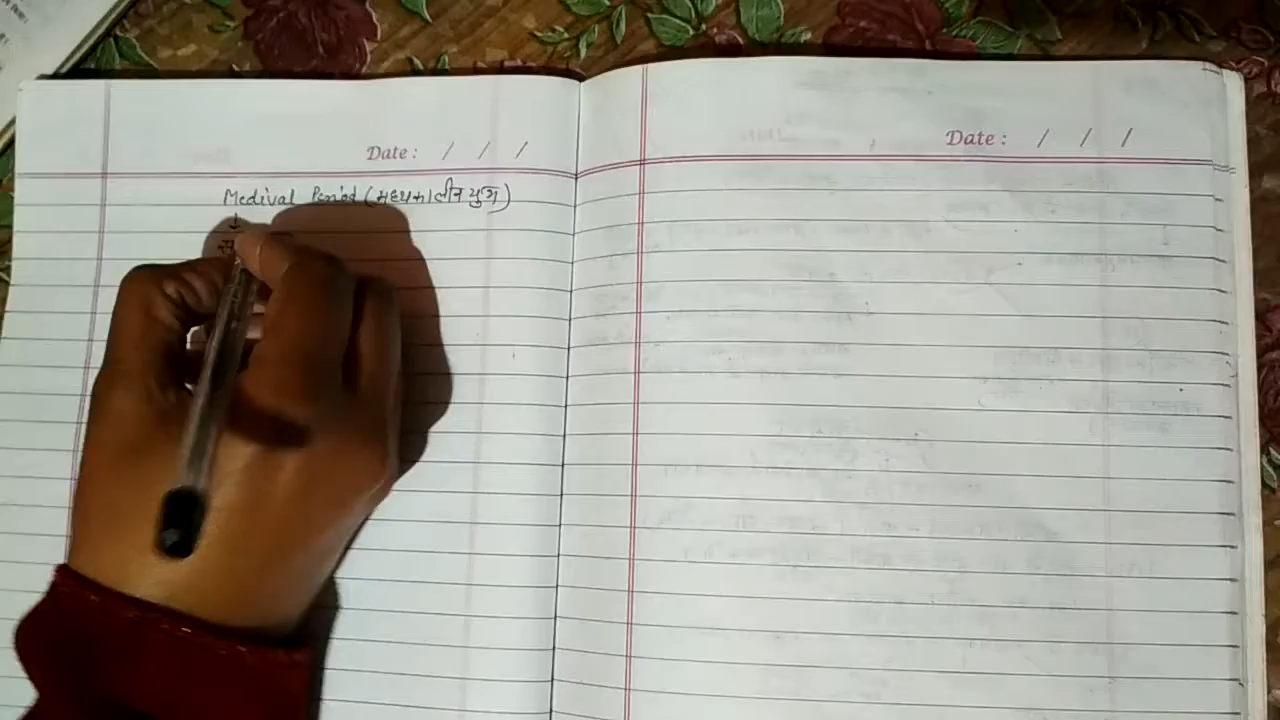 Date : / / /
Medival Period (मध्यकालीन युग)
↓
Date : / / /